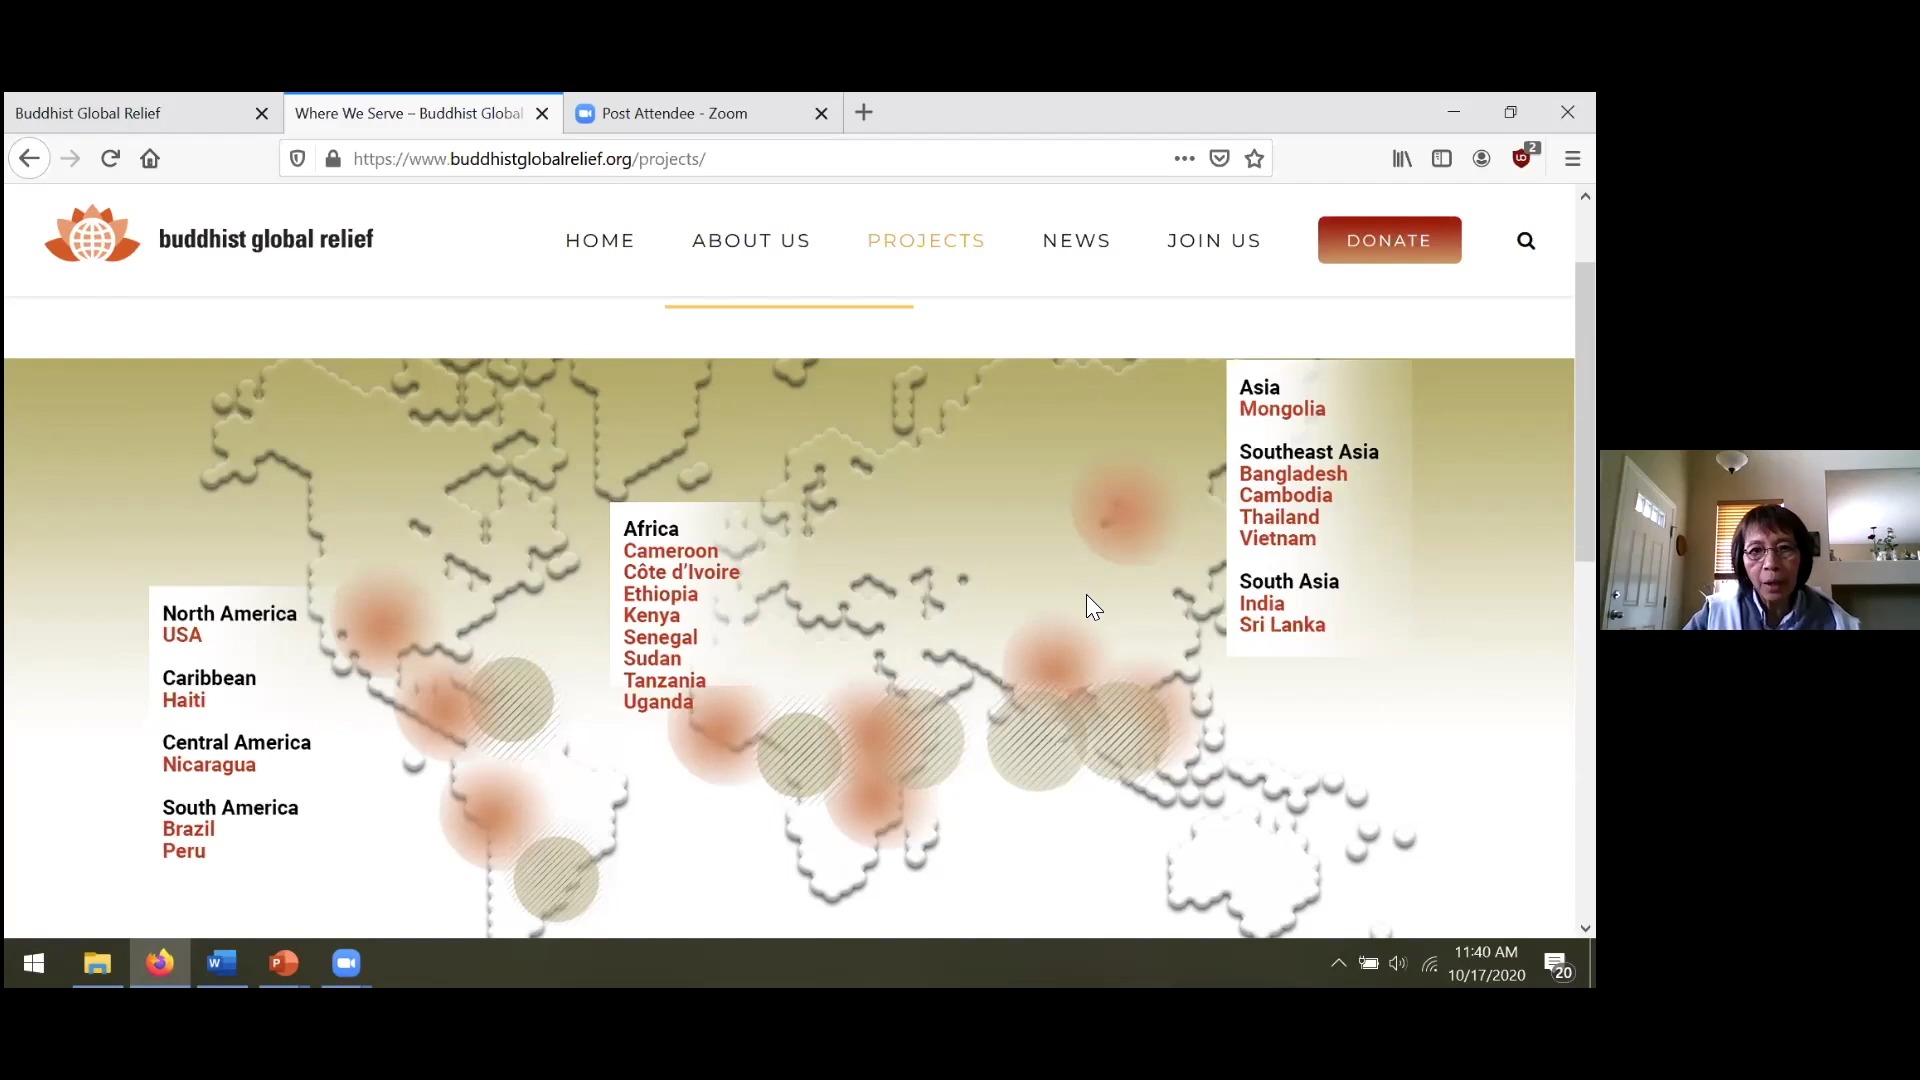 Buddhist Global Relief
Where We Serve – Buddhist Global
Post Attendee - Zoom
https://www.buddhistglobalrelief.org/projects/
2
buddhist global relief
HOME
ABOUT US
PROJECTS
NEWS
JOIN US
DONATE
Asia
Mongolia
Southeast Asia
Bangladesh
Cambodia
Thailand
Vietnam
South Asia
India
Sri Lanka
Africa
Cameroon
Côte d’Ivoire
Ethiopia
Kenya
Senegal
Sudan
Tanzania
Uganda
North America
USA
Caribbean
Haiti
Central America
Nicaragua
South America
Brazil
Peru
11:40 AM
10/17/2020
20